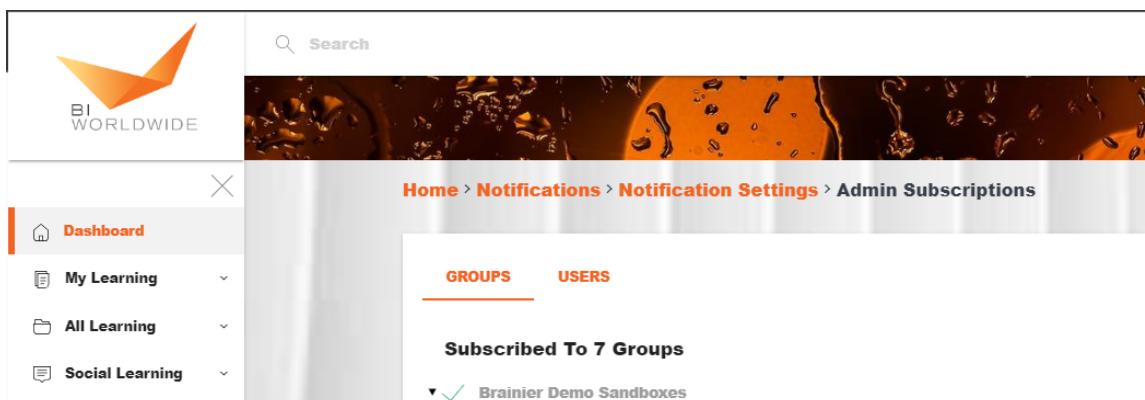 BI
WORLDWIDE
Search
Home > Notifications > Notification Settings > Admin Subscriptions
Dashboard
My Learning
All Learning
Social Learning
GROUPS USERS
Subscribed To 7 Groups
Brainier Demo Sandboxes